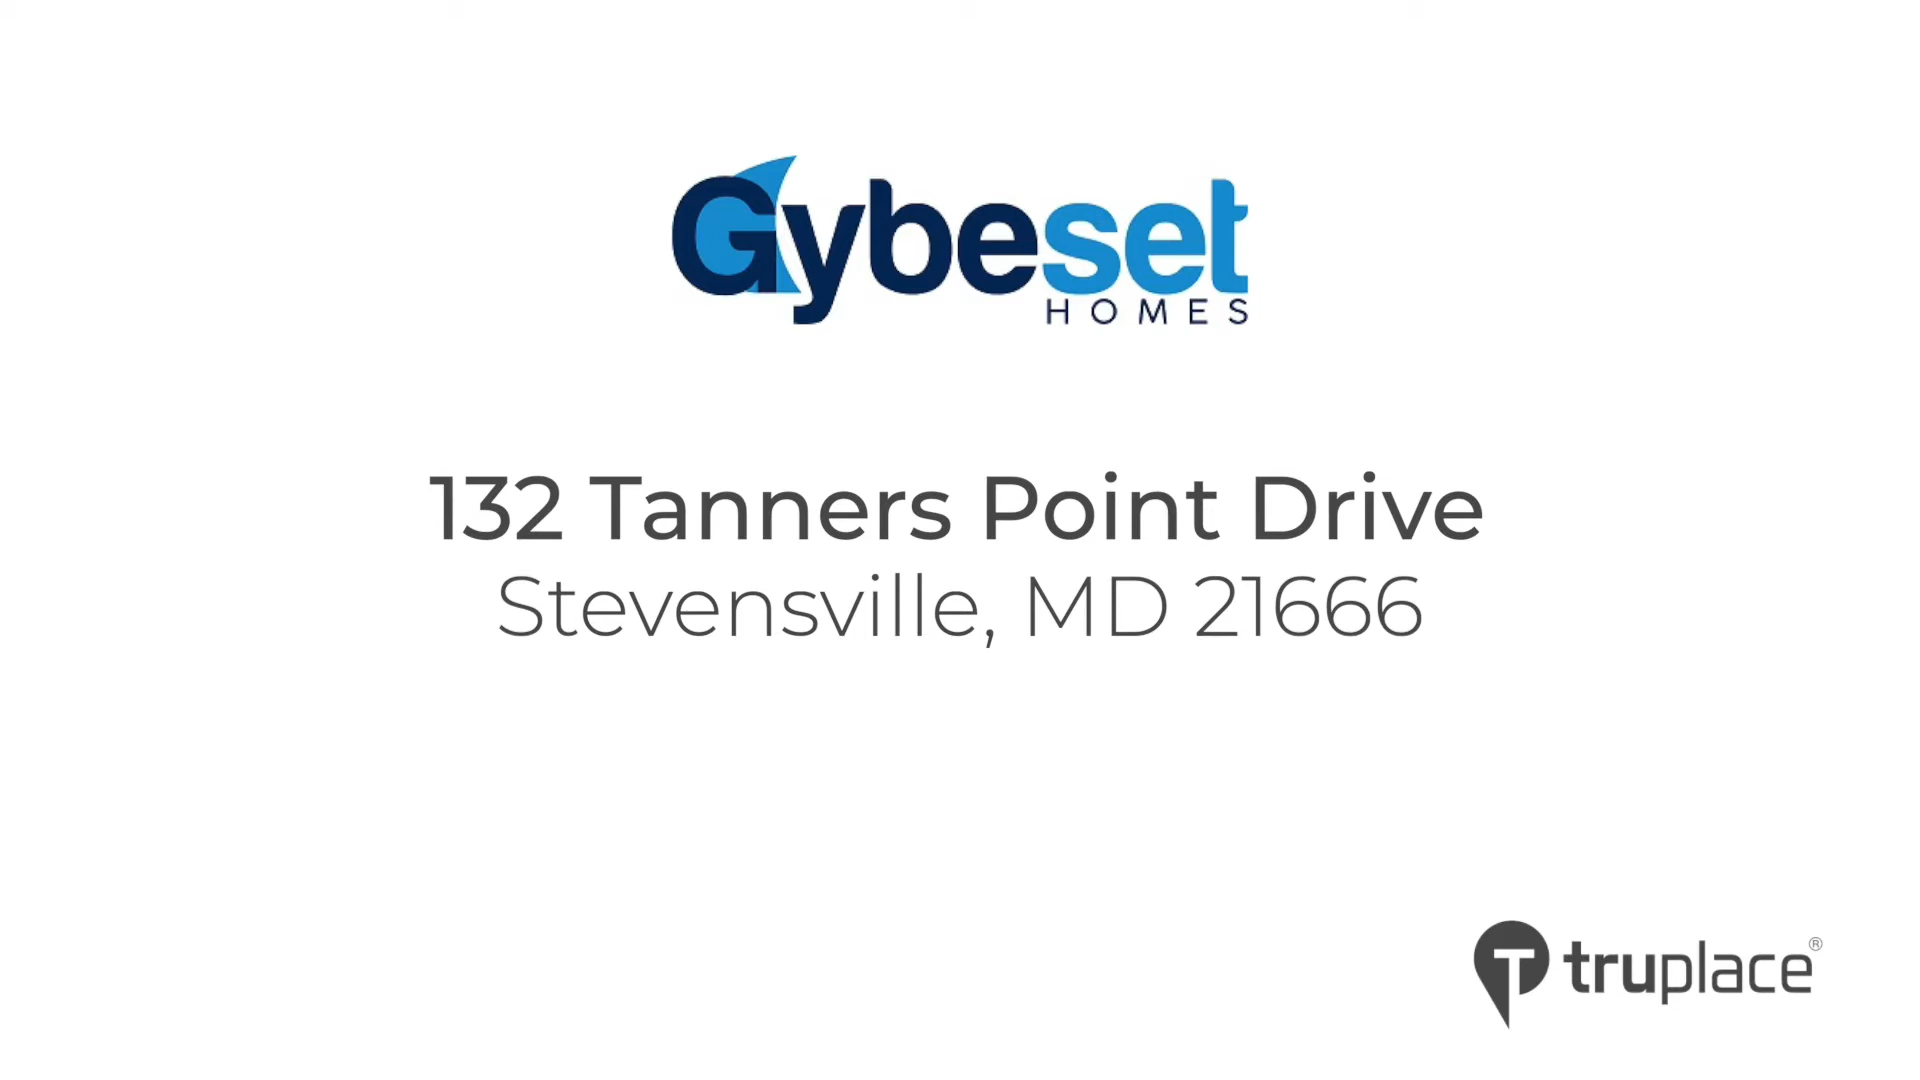 Gybeset
HOMES
132 Tanners Point Drive
Stevensville, MD 21666
T truplace®